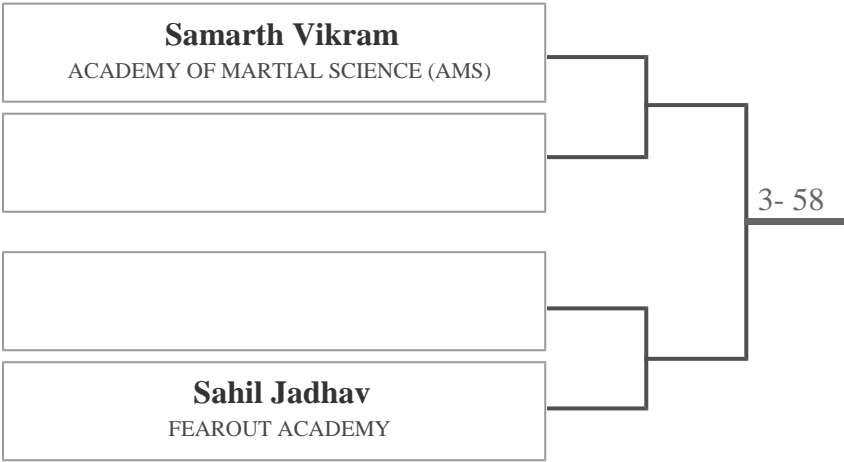 Samarth Vikram
ACADEMY OF MARTIAL SCIENCE (AMS)
3- 58
Sahil Jadhav
FEAROUT ACADEMY